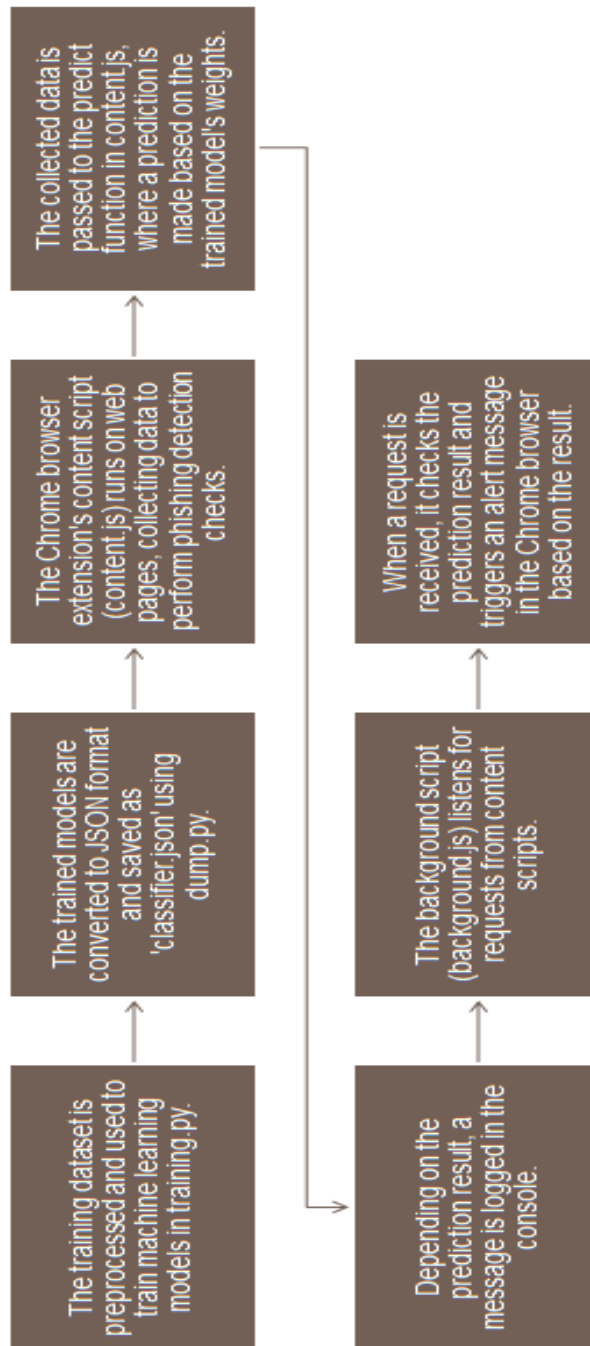 The training dataset is
preprocessed and used to
train machine learning
models in training.py.
The trained models are
converted to JSON format
and saved as
'classifier.json' using
dump.py.
The Chrome browser
extension's content script
(content.js) runs on web
pages, collecting data to
perform phishing detection
checks.
The collected data is
passed to the predict
function in content.js,
where a prediction is
made based on the
trained model's weights.
Depending on the
prediction result, a
message is logged in the
console.
The background script
(background.js) listens for
requests from content
scripts.
When a request is
received, it checks the
prediction result and
triggers an alert message
in the Chrome browser
based on the result.